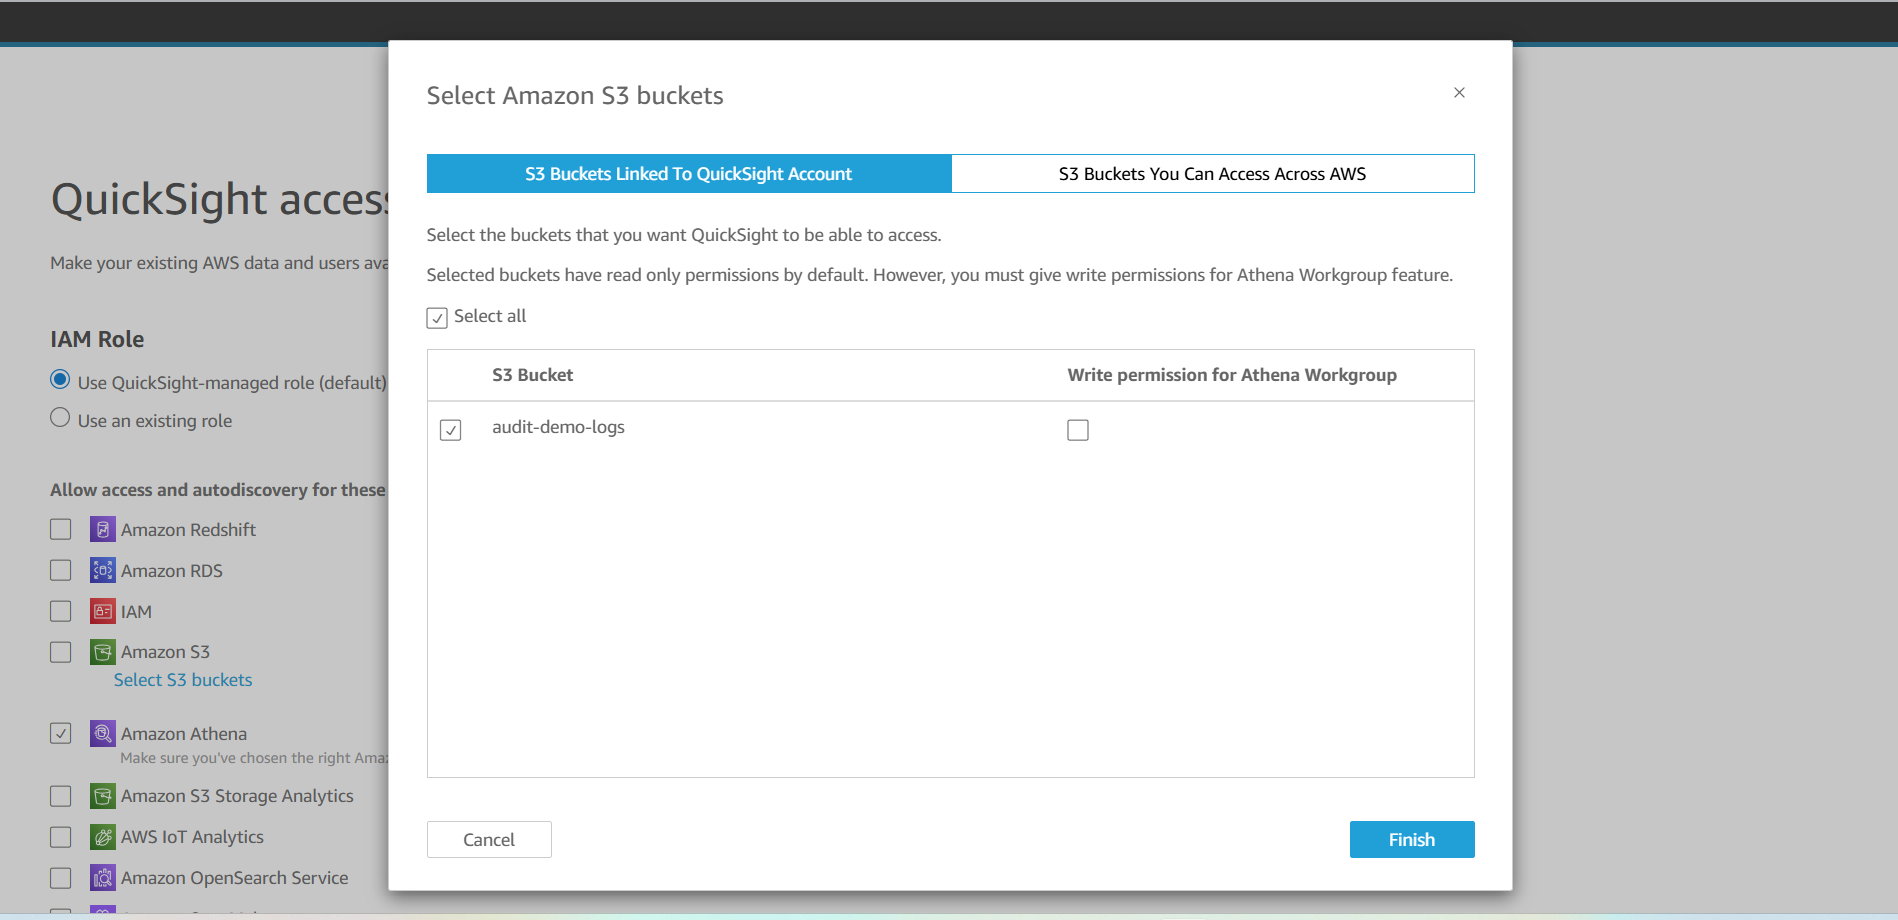 Select Amazon S3 buckets
S3 Buckets Linked To QuickSight Account
S3 Buckets You Can Access Across AWS
Select the buckets that you want QuickSight to be able to access.
Selected buckets have read only permissions by default. However, you must give write permissions for Athena Workgroup feature.
Select all
S3 Bucket
Write permission for Athena Workgroup
audit-demo-logs
Cancel
Finish
QuickSight access
Make your existing AWS data and users
IAM Role
Use QuickSight-managed role (default)
Use an existing role
Allow access and autodiscovery for these
Amazon Redshift
Amazon RDS
IAM
Amazon S3
Select S3 buckets
Amazon Athena
Make sure you've chosen the right
Amazon S3 Storage Analytics
AWS IoT Analytics
Amazon OpenSearch Service